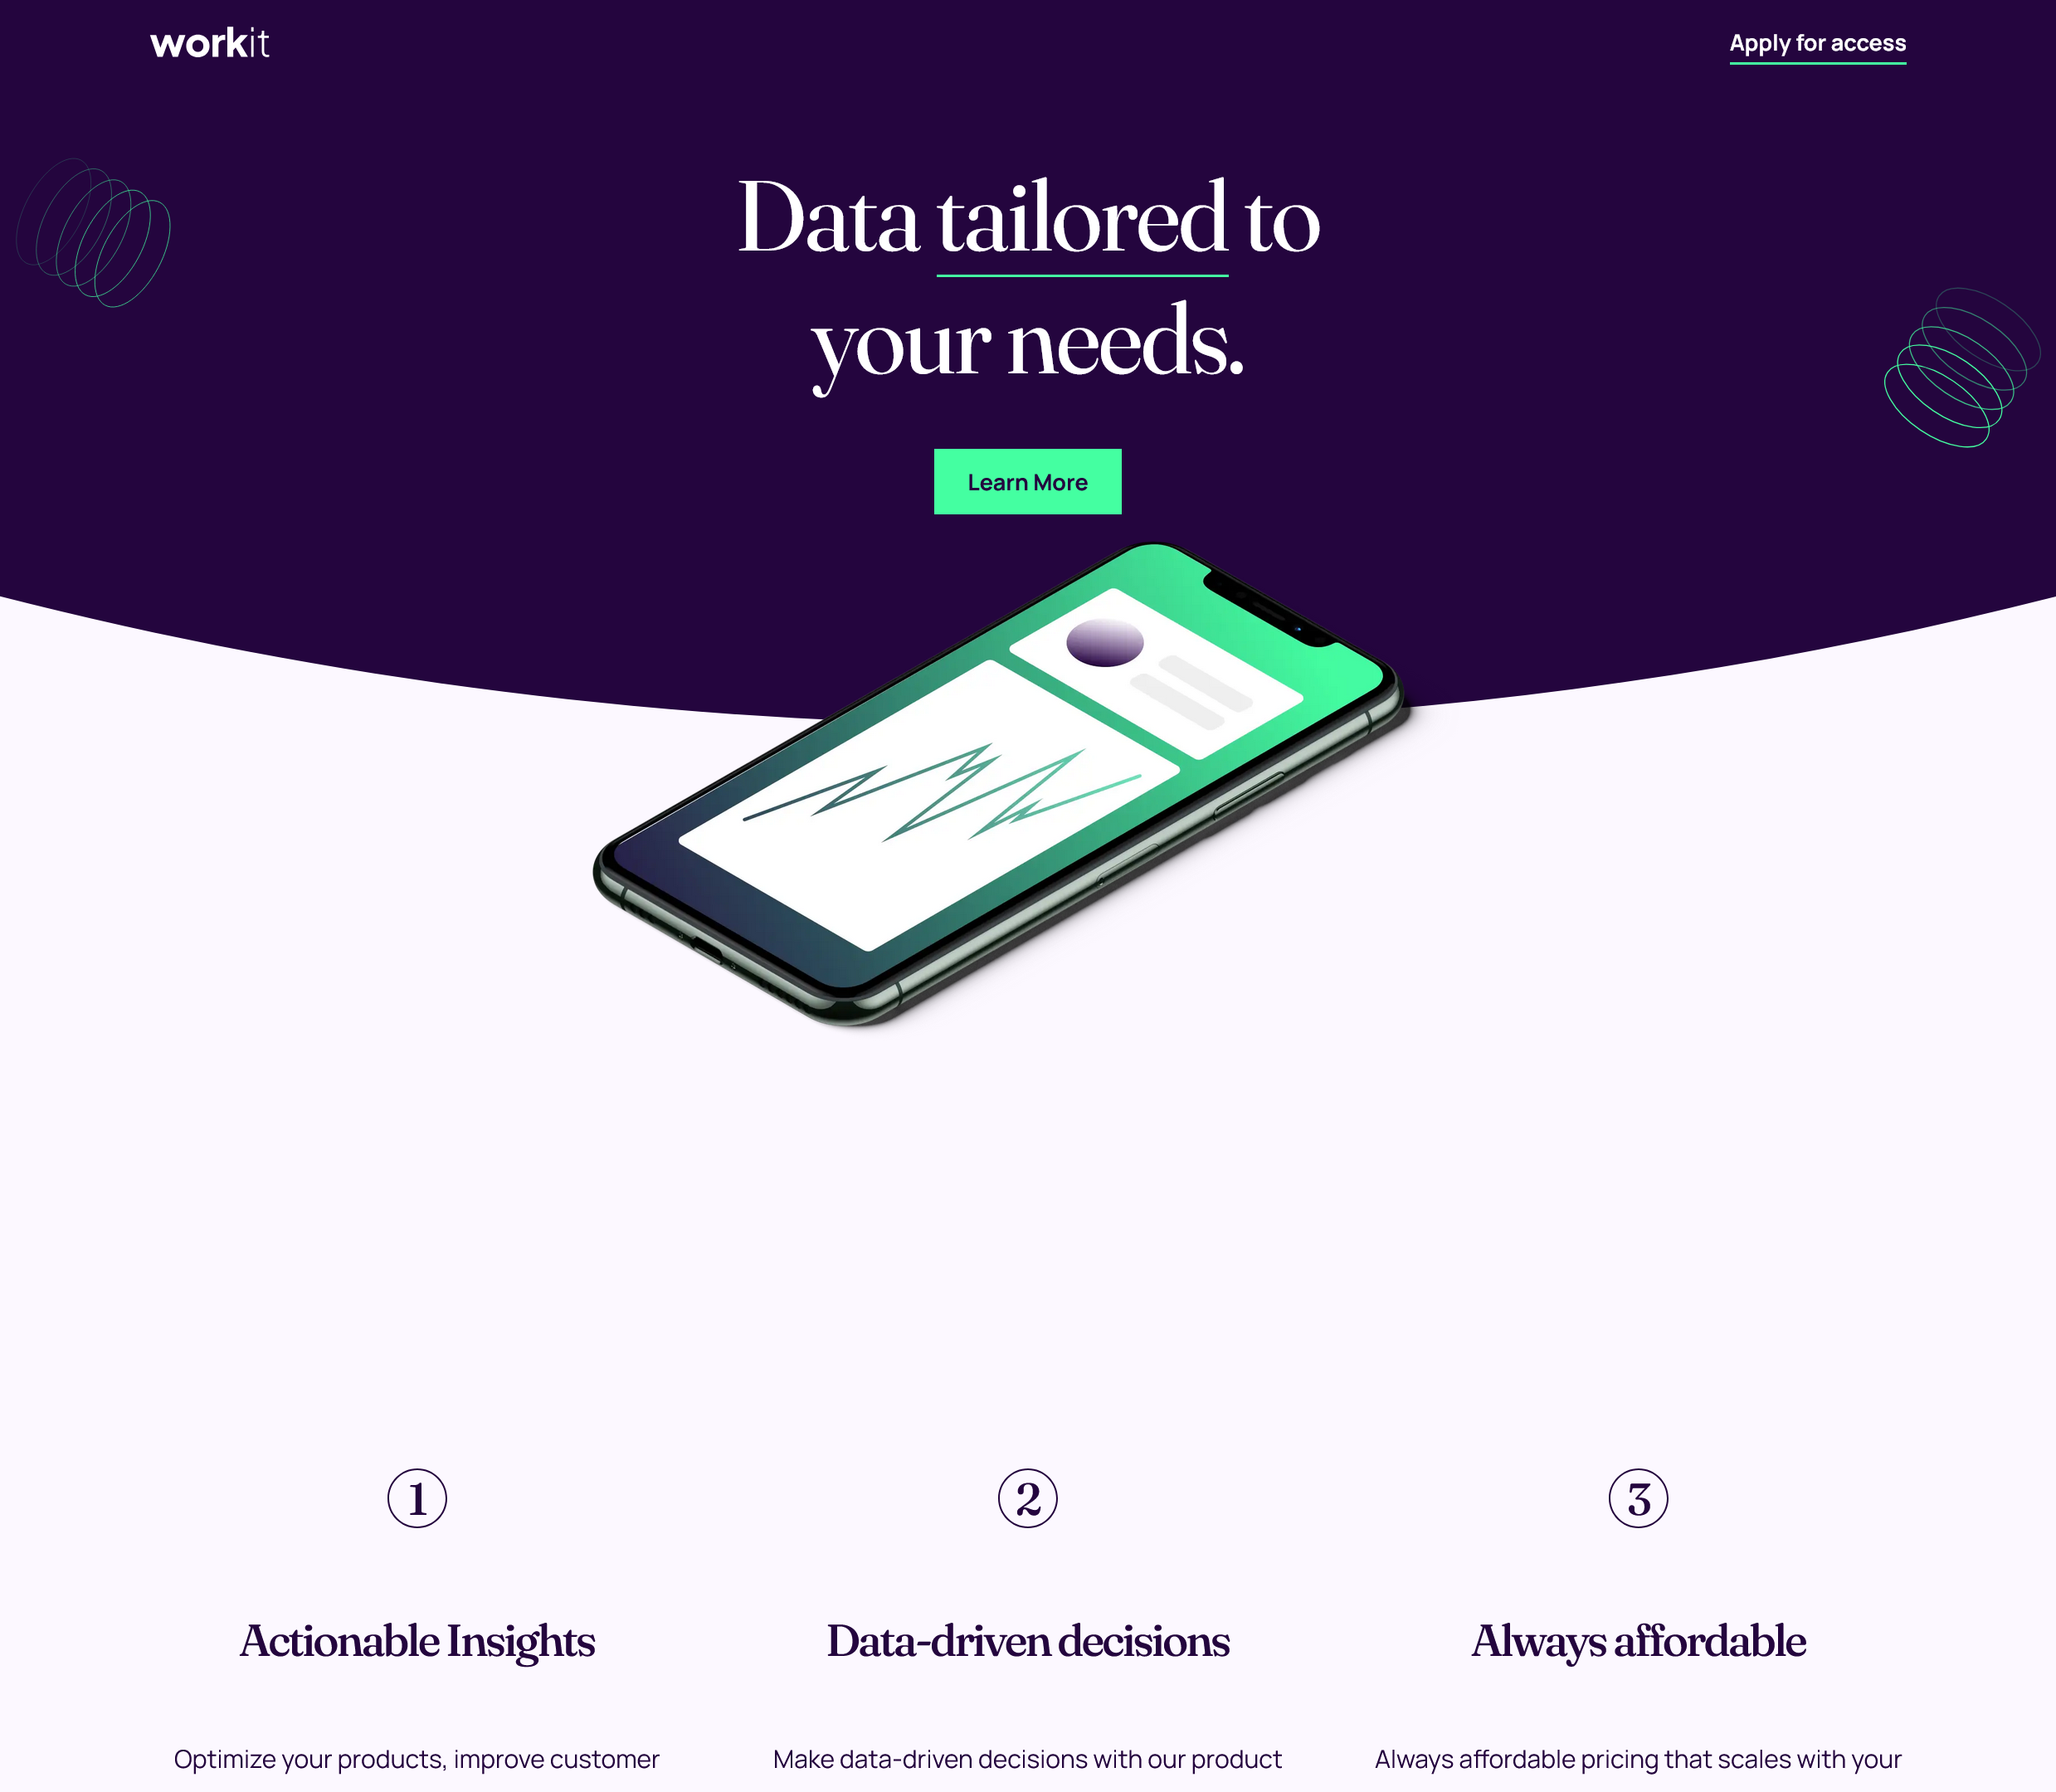 workit
Apply for access
Data tailored to
your needs.
Learn More
1
2
3
Actionable Insights
Data-driven decisions
Always affordable
Optimize your products, improve customer
Make data-driven decisions with our product
Always affordable pricing that scales with your